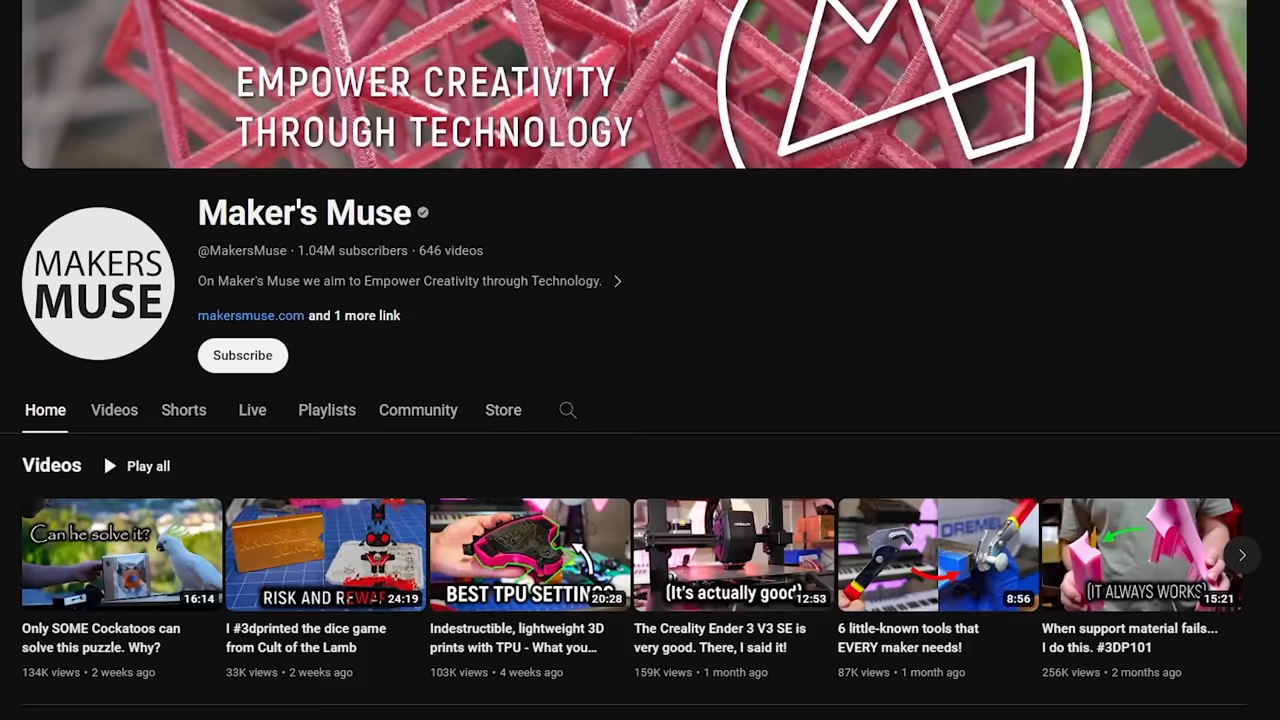 EMPOWER CREATIVITY
THROUGH TECHNOLOGY
MAKERS
MUSE
Maker's Muse
@MakersMuse · 1.04M subscribers · 646 videos
On Maker's Muse we aim to Empower Creativity through Technology.
makersmuse.com and 1 more link
Subscribe
Home Videos Shorts Live Playlists Community Store
Videos Play all
Can he solve it?
16:14
RISK AND REWA
24:19
BEST TPU SETTING
20:28
CREALITY
(It's actually good)
12:53
DREMEL
8:56
(IT ALWAYS WORKS)
15:21
Only SOME Cockatoos can
solve this puzzle. Why?
134K views • 2 weeks ago
I #3dprinted the dice game
from Cult of the Lamb
33K views • 2 weeks ago
Indestructible, lightweight 3D
prints with TPU - What you...
103K views • 4 weeks ago
The Creality Ender 3 V3 SE is
very good. There, I said it!
159K views • 1 month ago
6 little-known tools that
EVERY maker needs!
87K views • 1 month ago
When support material fails...
I do this. #3DP101
256K views • 2 months ago